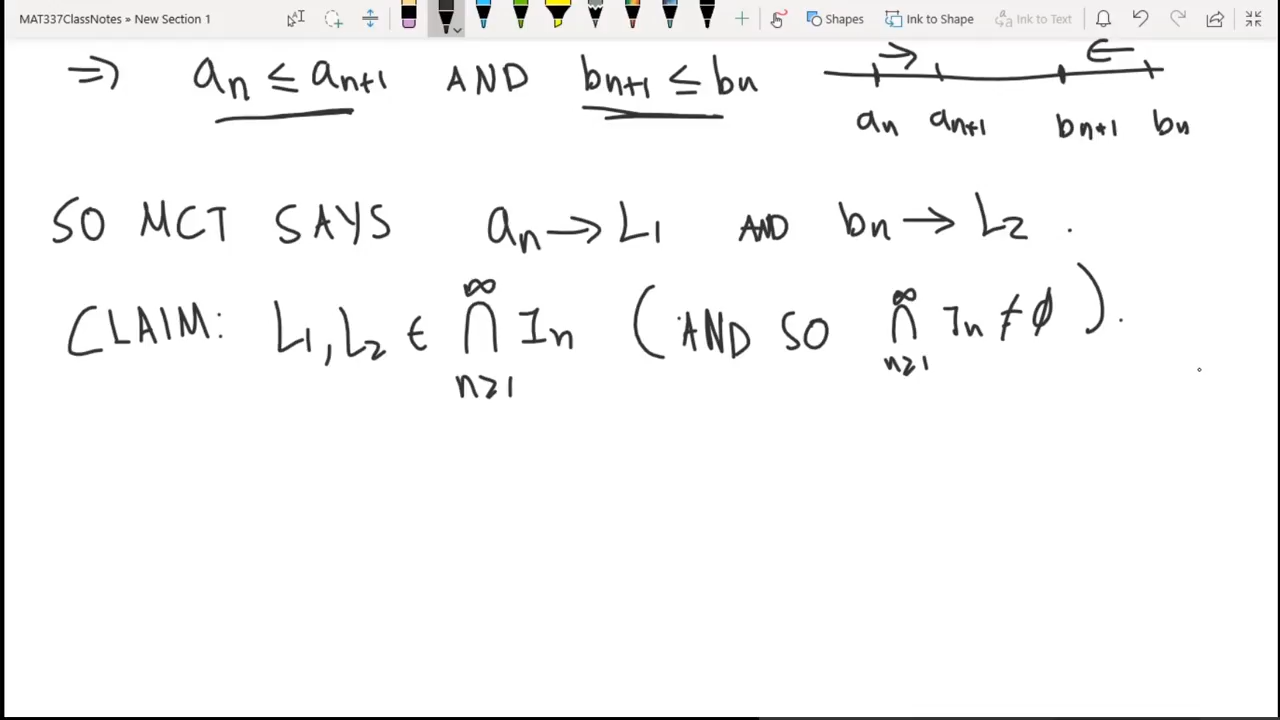 MAT337ClassNotes » New Section 1
Shapes Ink to Shape Ink to Text
⇒) an ≤ an+1 AND bn+1 ≤ bn
an an+1 bn+1 bn
SO MCT SAYS an → L1 AND bn → L2 .
CLAIM: L1, L2 ∈ ∩ In (AND SO ∩ In ≠ ∅).
∞ n≥1 ∞ n≥1